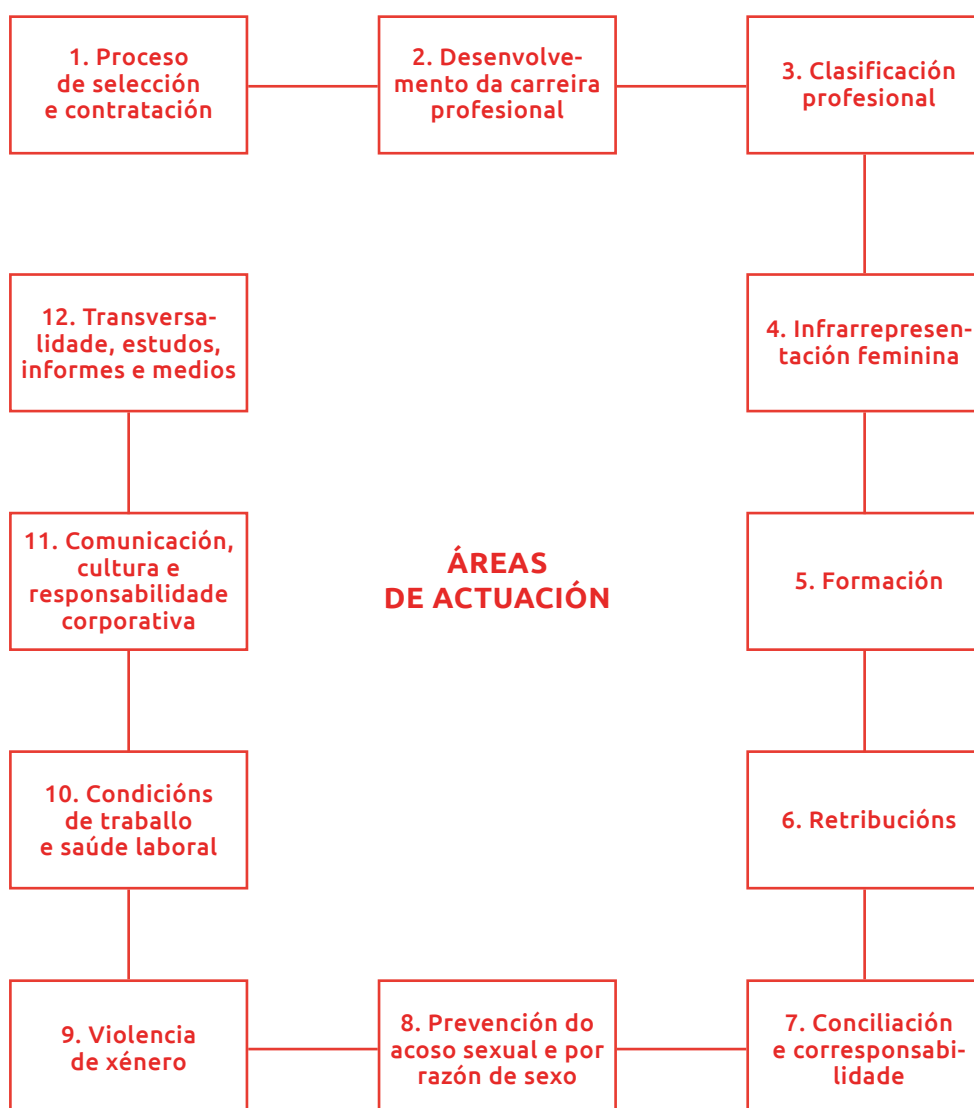 1. Proceso
de selección
e contratación
2. Desenvolve-
mento da carreira
profesional
3. Clasificación
profesional
4. Infrarrepresen-
tación feminina
5. Formación
6. Retribucións
7. Conciliación
e corresponsabi-
lidade
8. Prevención do
acoso sexual e por
razón de sexo
9. Violencia
de xénero
10. Condicións
de traballo
e saúde laboral
11. Comunicación,
cultura e
responsabilidade
corporativa
12. Transversa-
lidade, estudos,
informes e medios
ÁREAS
DE ACTUACIÓN